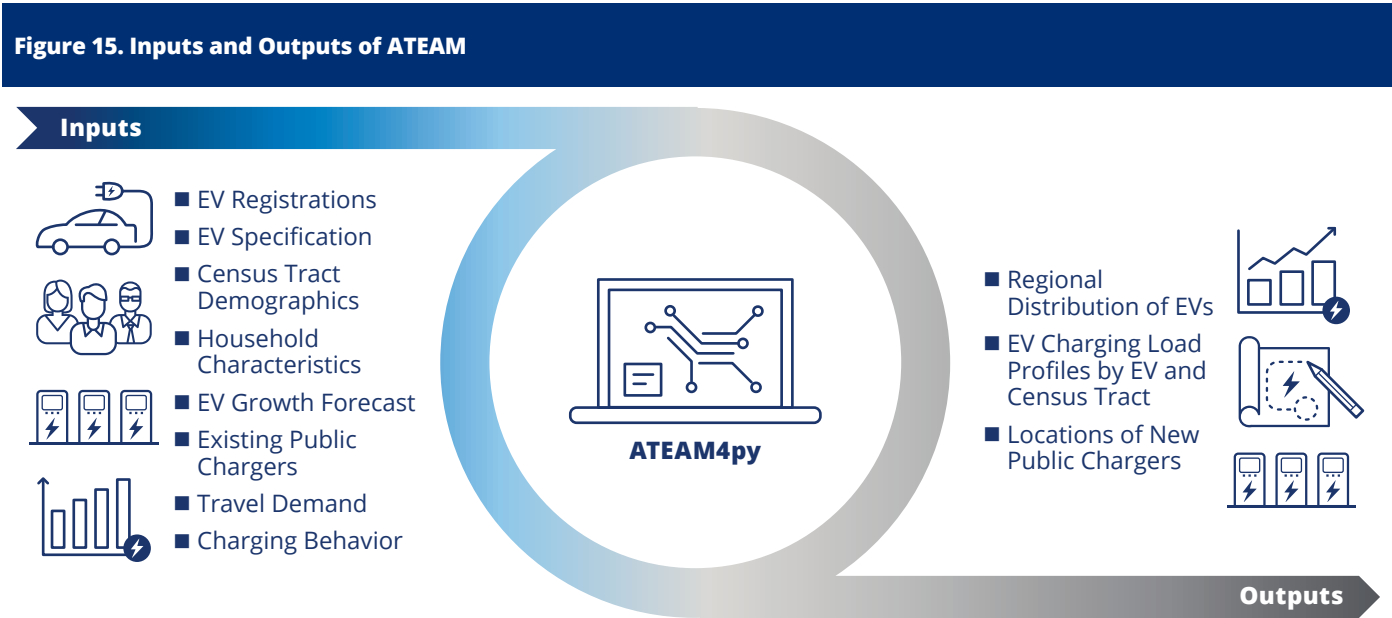 Figure 15. Inputs and Outputs of ATEAM
Inputs
EV Registrations
EV Specification
Census Tract
Demographics
Household
Characteristics
EV Growth Forecast
Existing Public
Chargers
Travel Demand
Charging Behavior
ATEAM4py
Regional
Distribution of EVs
EV Charging Load
Profiles by EV and
Census Tract
Locations of New
Public Chargers
Outputs